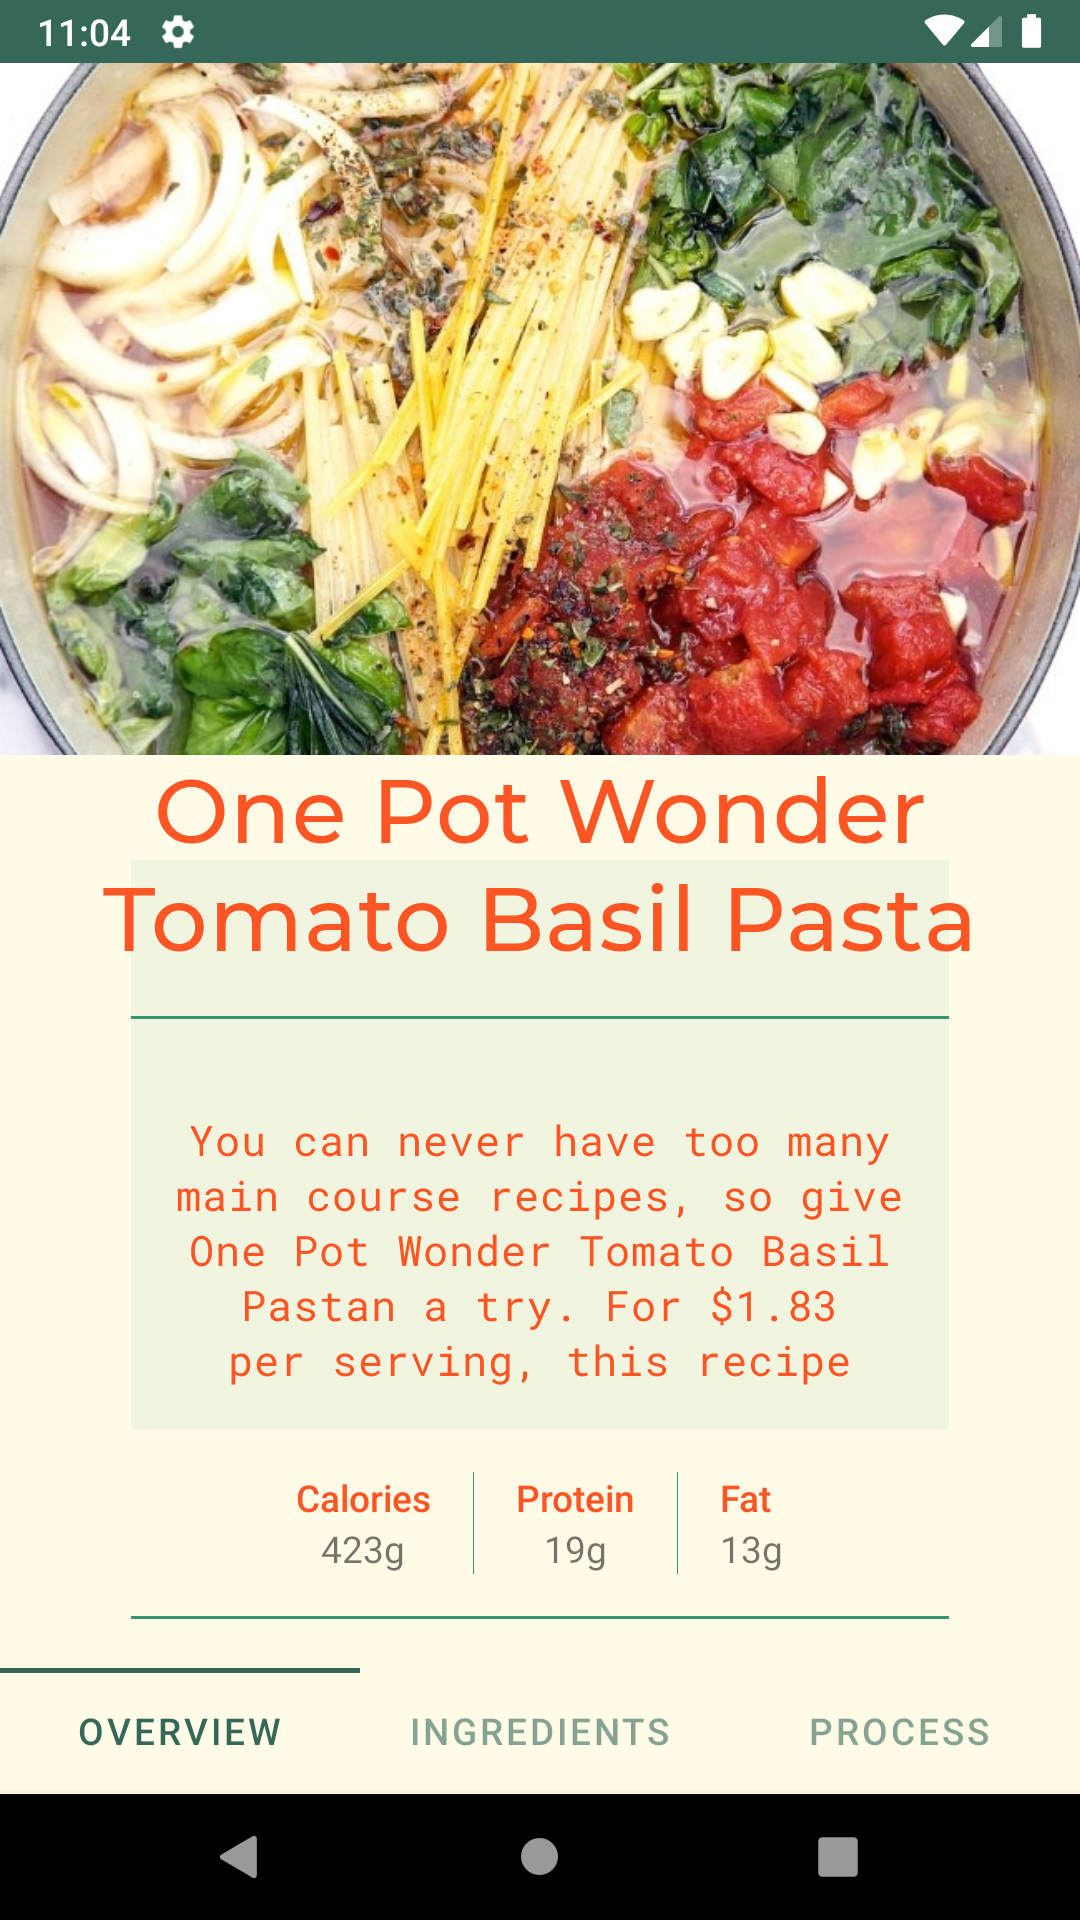 11:04
One Pot Wonder
Tomato Basil Pasta
You can never have too many
main course recipes, so give
One Pot Wonder Tomato Basil
Pastan a try. For $1.83
per serving, this recipe
Calories Protein Fat
423g 19g 13g
OVERVIEW INGREDIENTS PROCESS